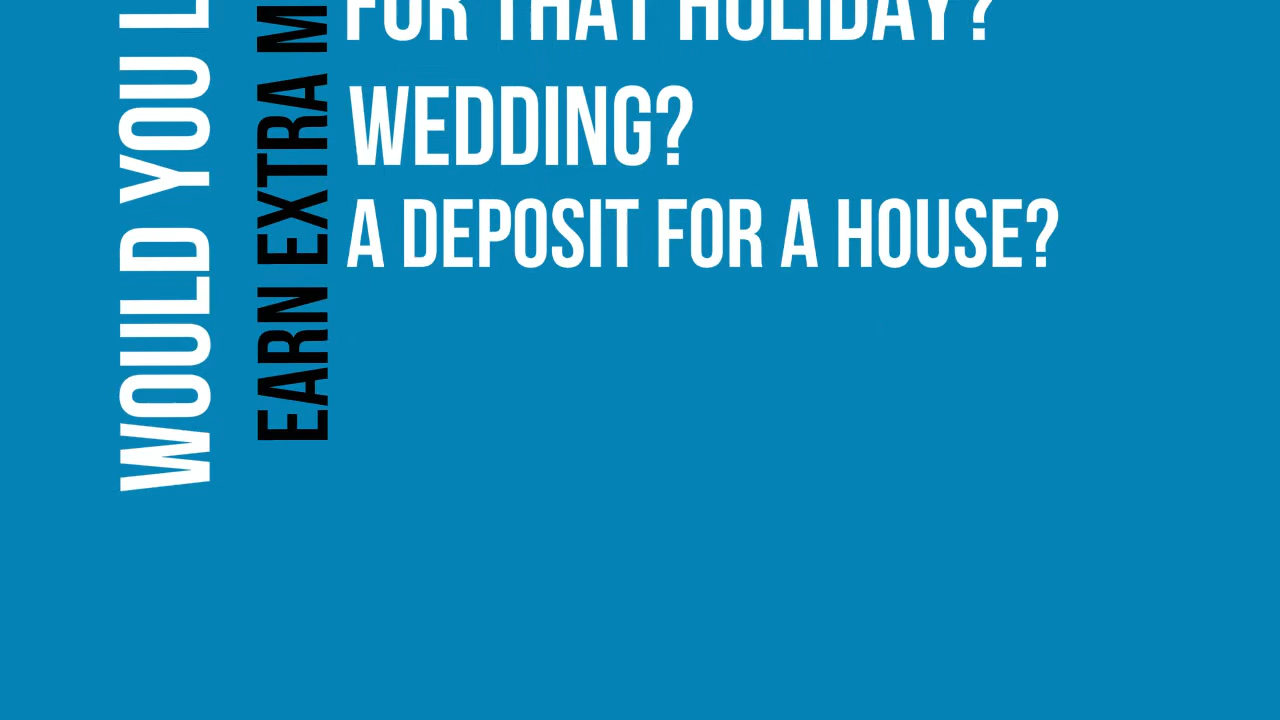 WOULD YOU
EARN EXTRA
FOR THAT HOLIDAY?
WEDDING?
A DEPOSIT FOR A HOUSE?